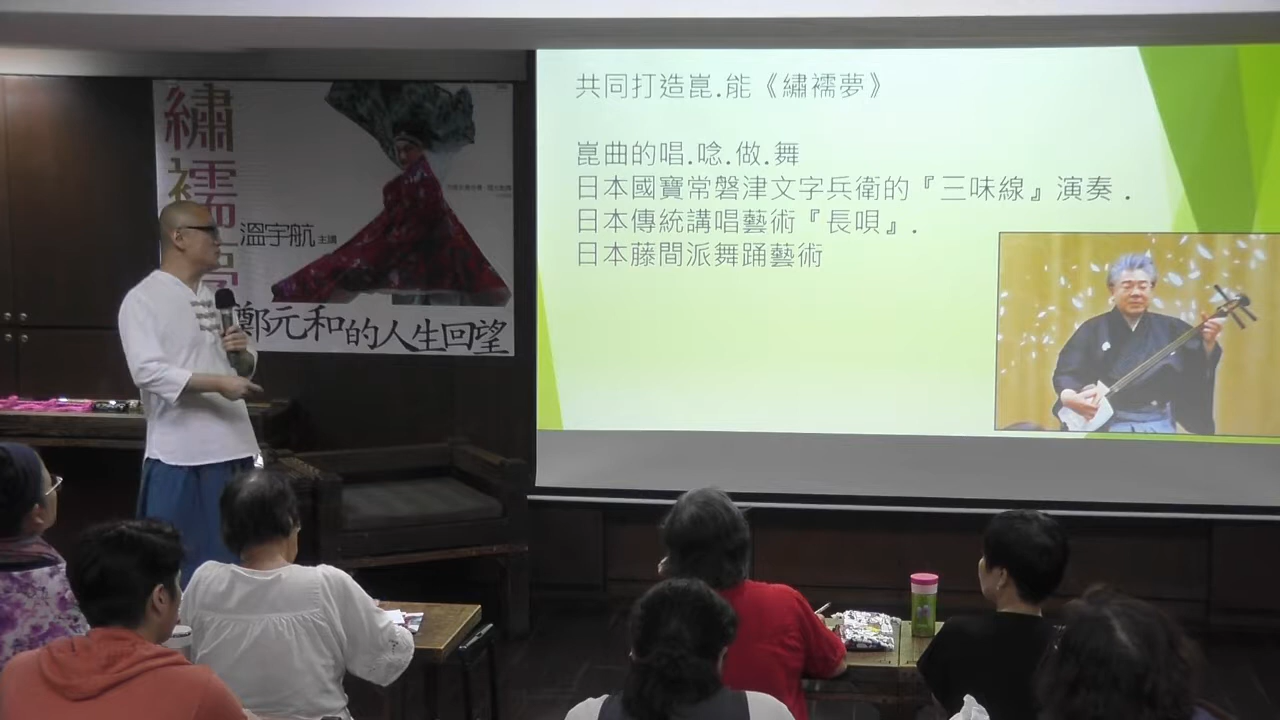 繡襦夢
溫宇航 主講
鄭元和的人生回望
共同打造崑.能《繡襦夢》
崑曲的唱.唸.做.舞
日本國寶常磐津文字兵衛的『三味線』演奏.
日本傳統講唱藝術『長唄』.
日本藤間派舞踊藝術